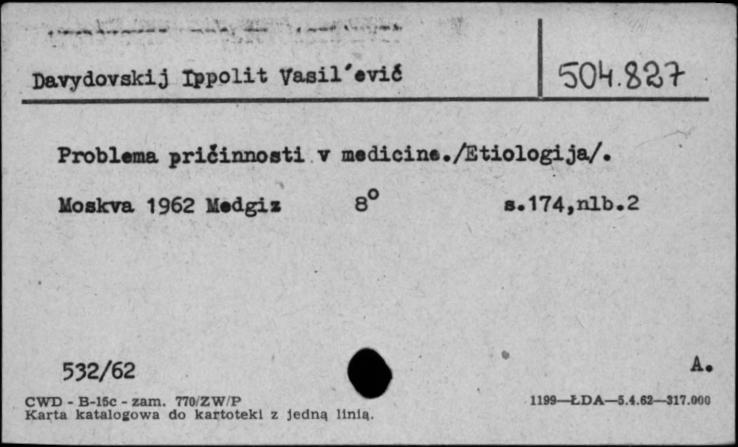 Davydovskij Ippolit Vasil´evič
504.827
Problema pričinnosti v medicine./Etiologija/.
Moskva 1962 Medgiz 8° s.174,nlb.2
532/62
A.
CWD - B-15c - zam. 770/ZW/P
1199—ŁDA—5.4.62—317.000
Karta katalogowa do kartoteki z jedną linią.